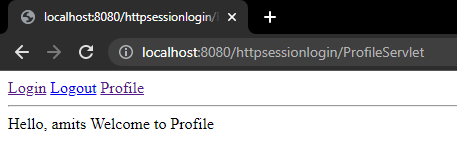 localhost:8080/httpsessionlogin/
localhost:8080/httpsessionlogin/ProfileServlet
Login Logout Profile
Hello, amits Welcome to Profile